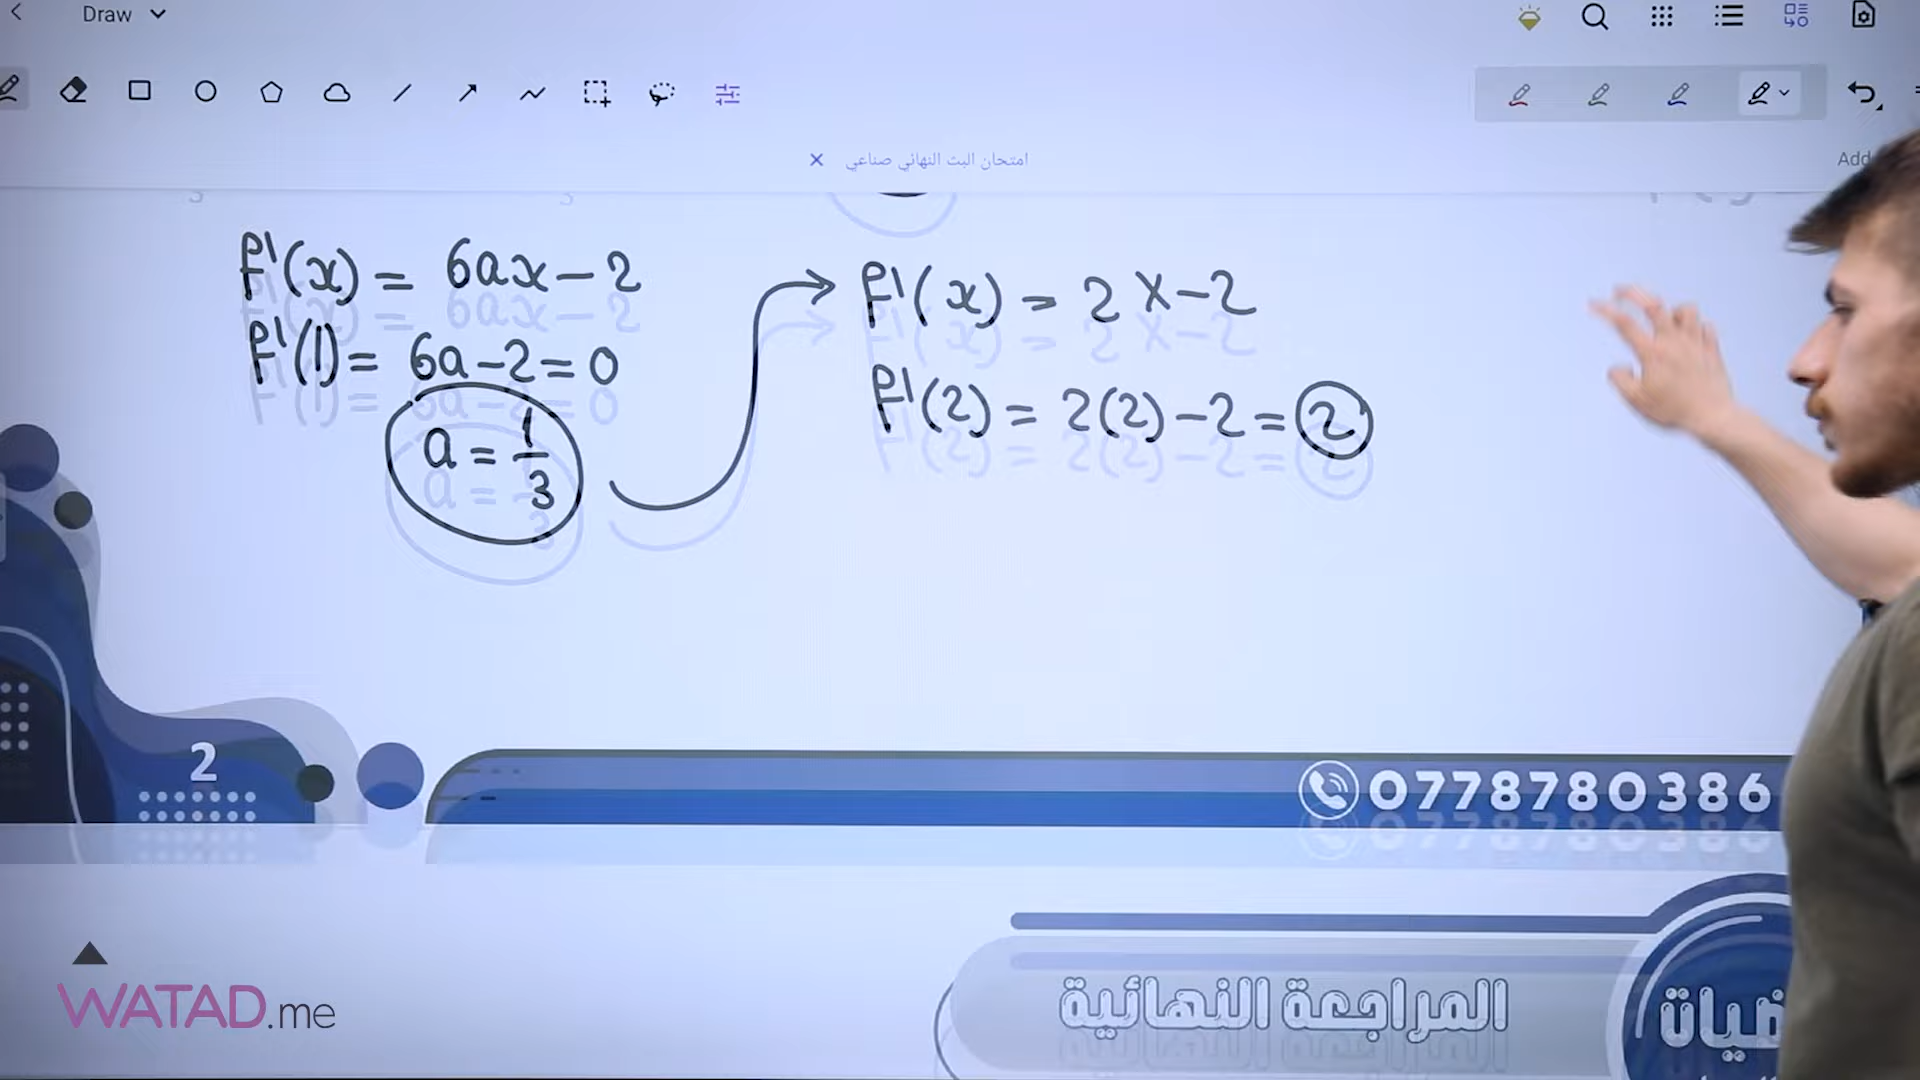 Draw
امتحان البث النهائي صناعي
Add
f'(x) = 6ax - 2
f'(1) = 6a - 2 = 0
a = 1/3
f'(x) = 2x - 2
f'(2) = 2(2) - 2 = 2
2
0778780386
WATAD.me
المراجعة النهائية
ضيات